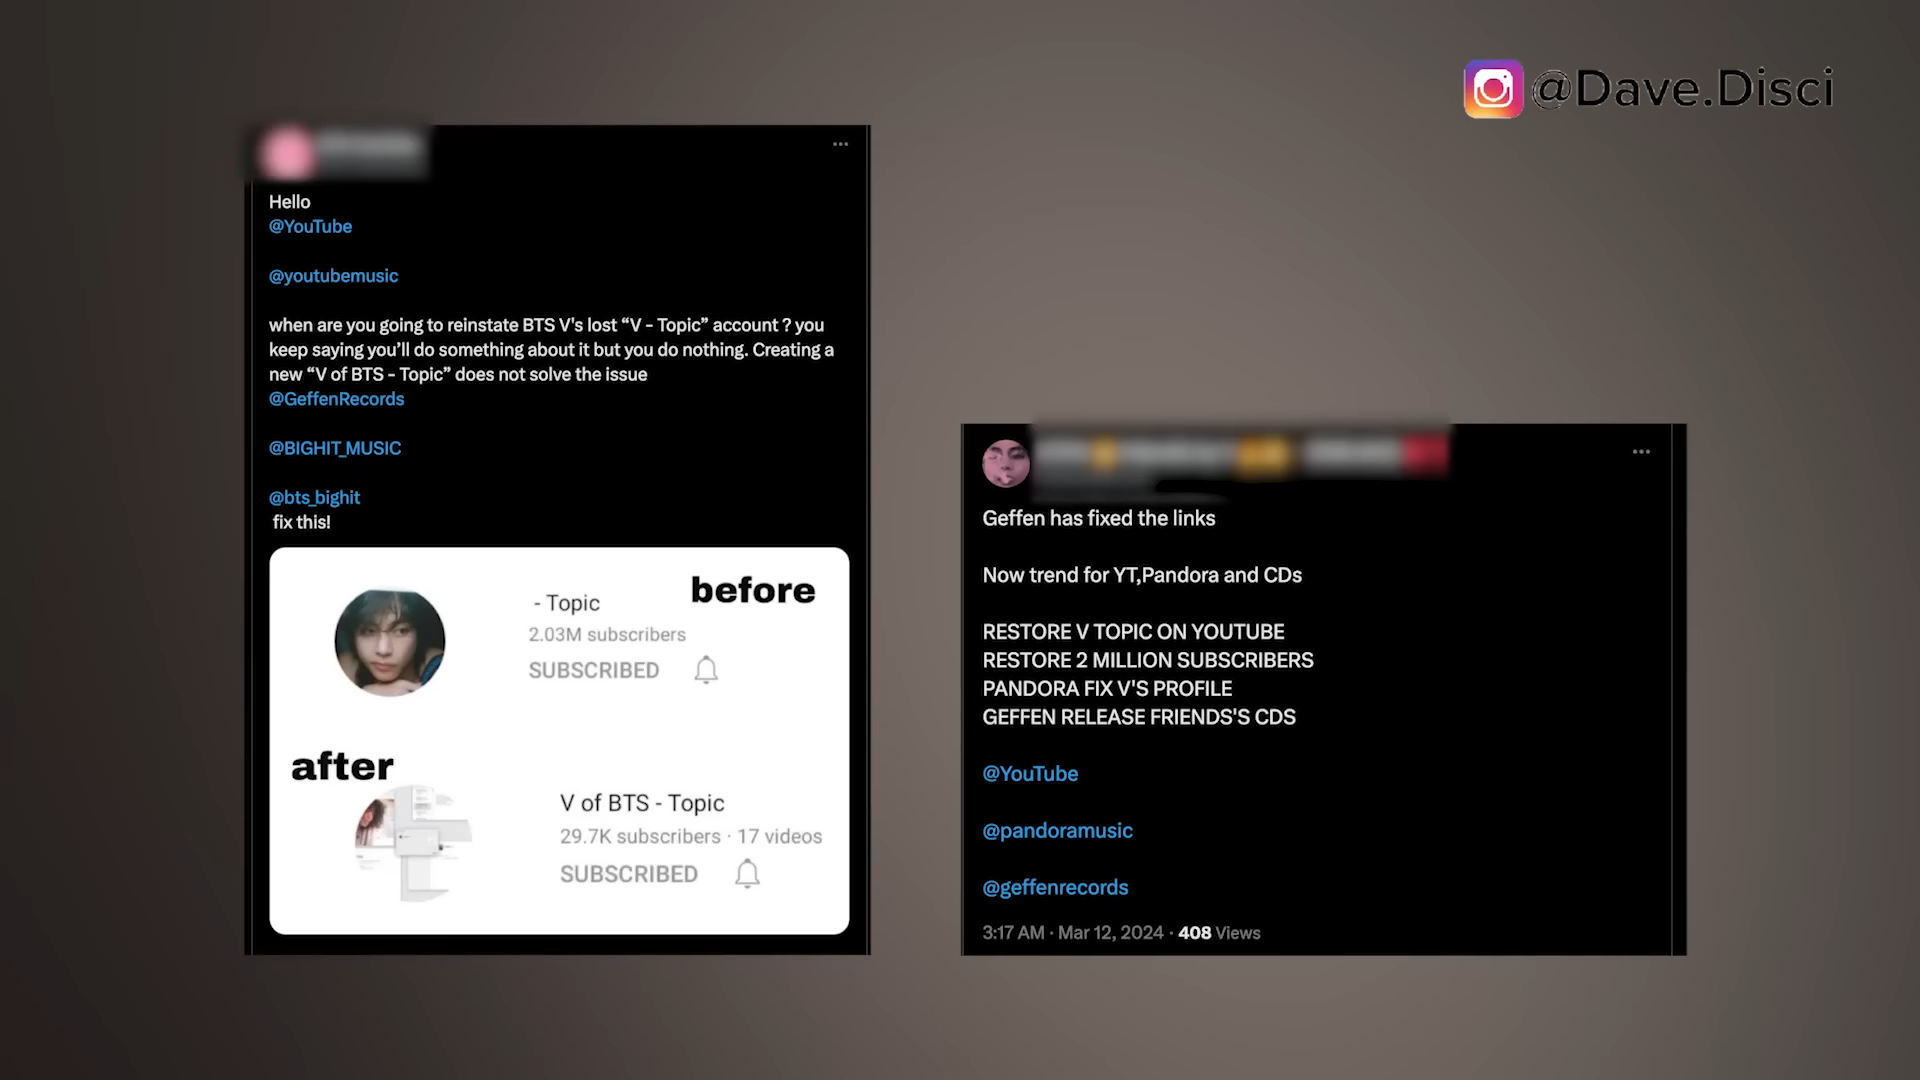 @Dave.Disci
Hello
@YouTube
@youtubemusic
when are you going to reinstate BTS V's lost “V - Topic” account ? you
keep saying you’ll do something about it but you do nothing. Creating a
new “V of BTS - Topic” does not solve the issue
@GeffenRecords
@BIGHIT_MUSIC
@bts_bighit
fix this!
before
- Topic
2.03M subscribers
SUBSCRIBED
after
V of BTS - Topic
29.7K subscribers · 17 videos
SUBSCRIBED
Geffen has fixed the links
Now trend for YT,Pandora and CDs
RESTORE V TOPIC ON YOUTUBE
RESTORE 2 MILLION SUBSCRIBERS
PANDORA FIX V'S PROFILE
GEFFEN RELEASE FRIENDS'S CDS
@YouTube
@pandoramusic
@geffenrecords
3:17 AM · Mar 12, 2024 · 408 Views